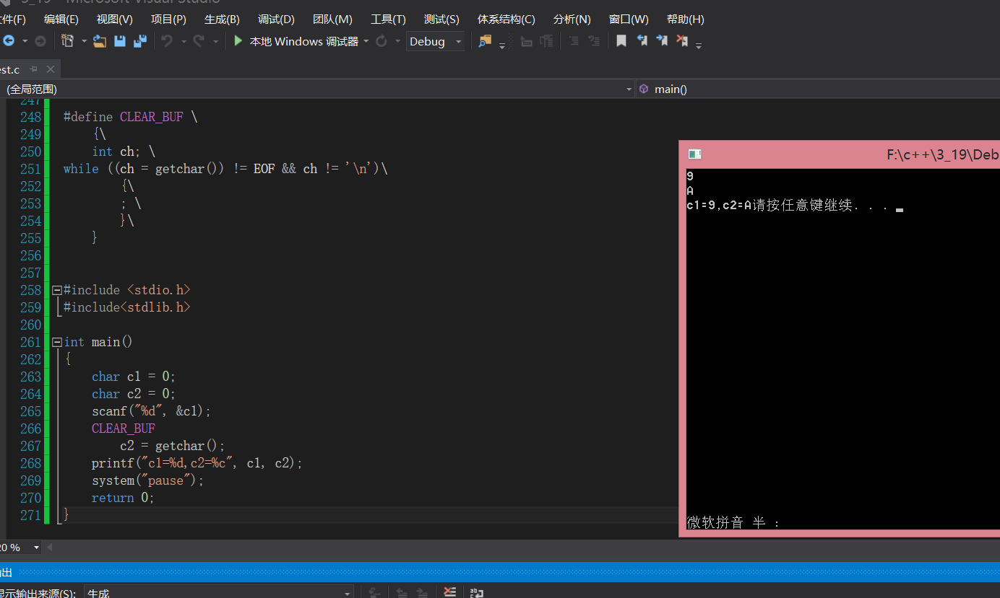 3_19 - Microsoft Visual Studio
件(F) 编辑(E) 视图(V) 项目(P) 生成(B) 调试(D) 团队(M) 工具(T) 测试(S) 体系结构(C) 分析(N) 窗口(W) 帮助(H)
本地 Windows 调试器 Debug
est.c
(全局范围) main()
247
248 #define CLEAR_BUF \
249 {\
250 int ch; \
251 while ((ch = getchar()) != EOF && ch != '\n')\
252 {\
253 ; \
254 }\
255 }
256
257
258 #include <stdio.h>
259 #include<stdlib.h>
260
261 int main()
262 {
263 char c1 = 0;
264 char c2 = 0;
265 scanf("%d", &c1);
266 CLEAR_BUF
267 c2 = getchar();
268 printf("c1=%d,c2=%c", c1, c2);
269 system("pause");
270 return 0;
271 }
F:\c++\3_19\Deb
9
A
c1=9,c2=A请按任意键继续. . .
微软拼音 半 :
20 %
出
显示输出来源(S): 生成